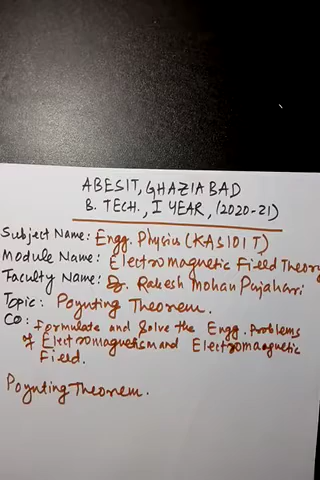 ABESIT, GHAZIABAD
B. TECH., I YEAR, (2020-21)
Subject Name: Engg. Physics (KAS101T)
Module Name: Electromagnetic Field Theory
Faculty Name: Dr. Rakesh Mohan Pujahari
Topic: Poynting Theorem.
CO: Formulate and Solve the Engg. Problems
of Electromagnetism and Electromagnetic
Field.
Poynting Theorem.